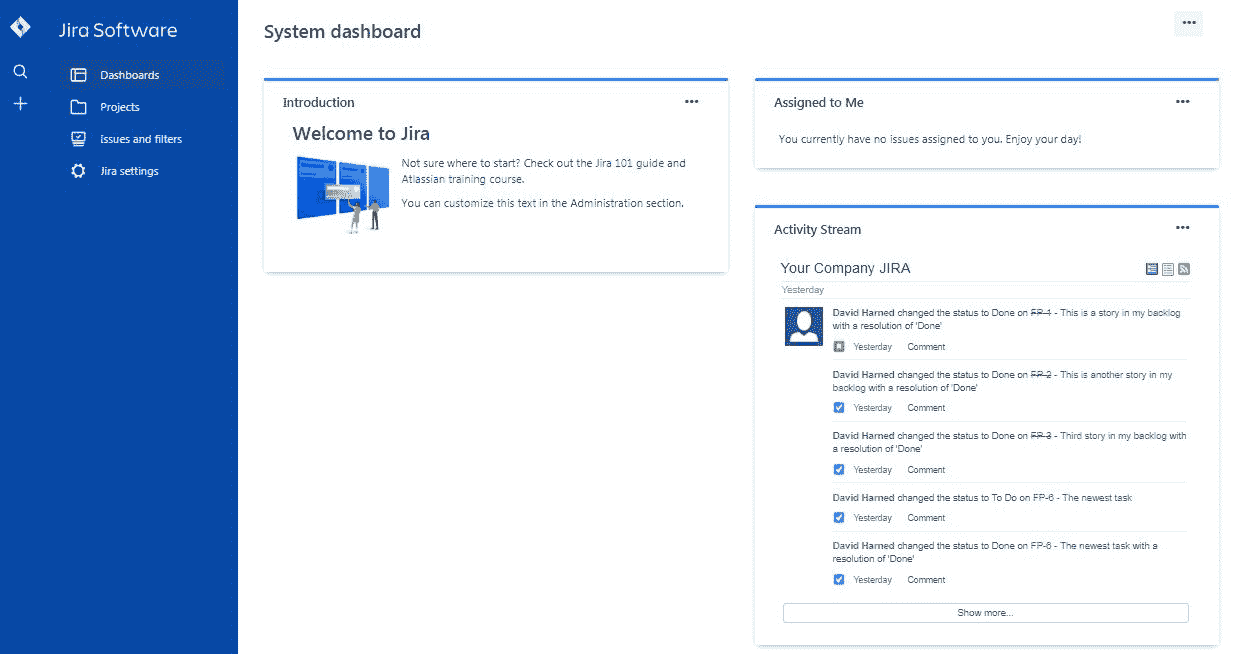 Jira Software
Dashboards
Projects
Issues and filters
Jira settings
System dashboard
Introduction
Welcome to Jira
Not sure where to start? Check out the Jira 101 guide and
Atlassian training course.
You can customize this text in the Administration section.
Assigned to Me
You currently have no issues assigned to you. Enjoy your day!
Activity Stream
Your Company JIRA
Yesterday
David Harned changed the status to Done on FP-1 - This is a story in my backlog
with a resolution of 'Done'
Yesterday Comment
David Harned changed the status to Done on FP-2 - This is another story in my
backlog with a resolution of 'Done'
Yesterday Comment
David Harned changed the status to Done on FP-3 - Third story in my backlog with
a resolution of 'Done'
Yesterday Comment
David Harned changed the status to To Do on FP-6 - The newest task
Yesterday Comment
David Harned changed the status to Done on FP-6 - The newest task with a
resolution of 'Done'
Yesterday Comment
Show more...